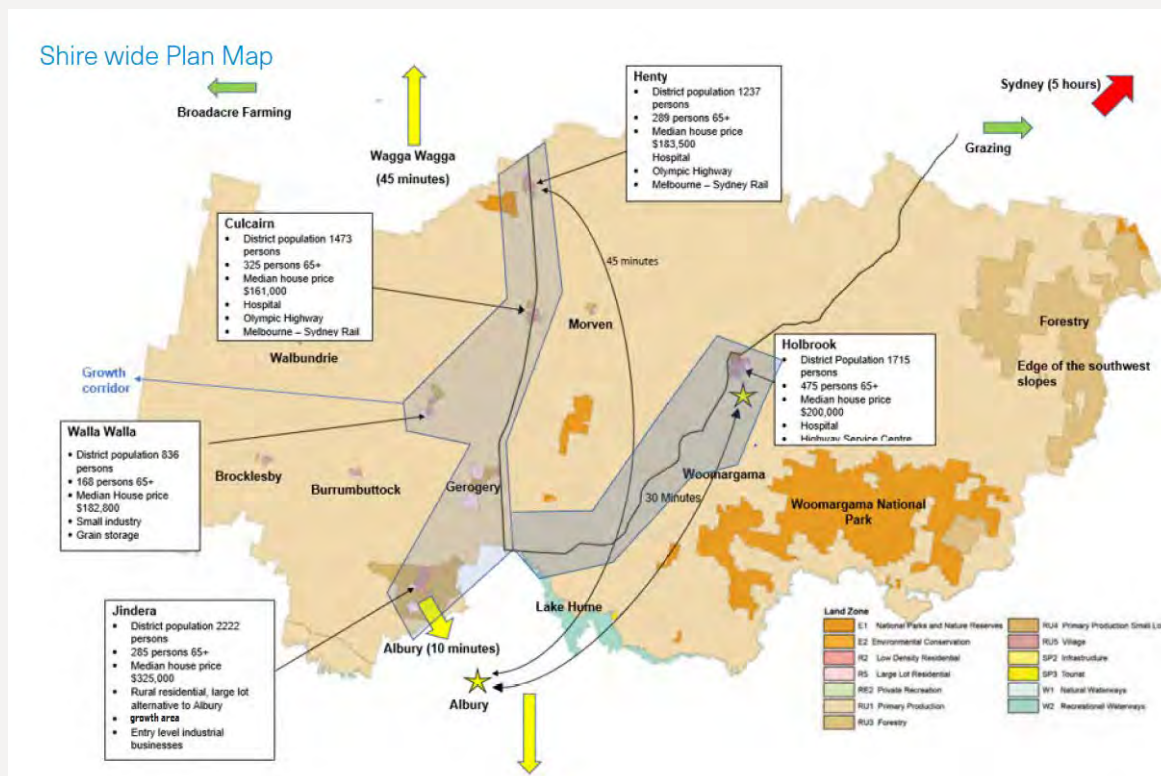 Shire wide Plan Map
Broadacre Farming
Wagga Wagga
(45 minutes)
Henty
• District population 1237
persons
• 289 persons 65+
• Median house price
$183,500
Hospital
• Olympic Highway
• Melbourne – Sydney Rail
Sydney (5 hours)
Grazing
Culcairn
• District population 1473
persons
• 325 persons 65+
• Median house price
$161,000
• Hospital
• Olympic Highway
• Melbourne – Sydney Rail
45 minutes
Morven
Forestry
Edge of the southwest
slopes
Walbundrie
Growth
corridor
Holbrook
• District Population 1715
persons
• 475 persons 65+
• Median house price
$200,000
• Hospital
• Highway Service Centre
Walla Walla
• District population 836
persons
• 168 persons 65+
• Median House price
$182,800
• Small industry
• Grain storage
Brocklesby
Burrumbuttock
Gerogery
Woomargama
30 Minutes
Woomargama National
Park
Lake Hume
Jindera
• District population 2222
persons
• 285 persons 65+
• Median house price
$325,000
• Rural residential, large lot
alternative to Albury
• growth area
• Entry level industrial
businesses
Albury (10 minutes)
Albury
Land Zone
E1 National Parks and Nature Reserves
E2 Environmental Conservation
R2 Low Density Residential
R5 Large Lot Residential
RE2 Private Recreation
RU1 Primary Production
RU3 Forestry
RU4 Primary Production Small Lo
RU5 Village
SP2 Infrastructure
SP3 Tourist
W1 Natural Waterways
W2 Recreational Waterways